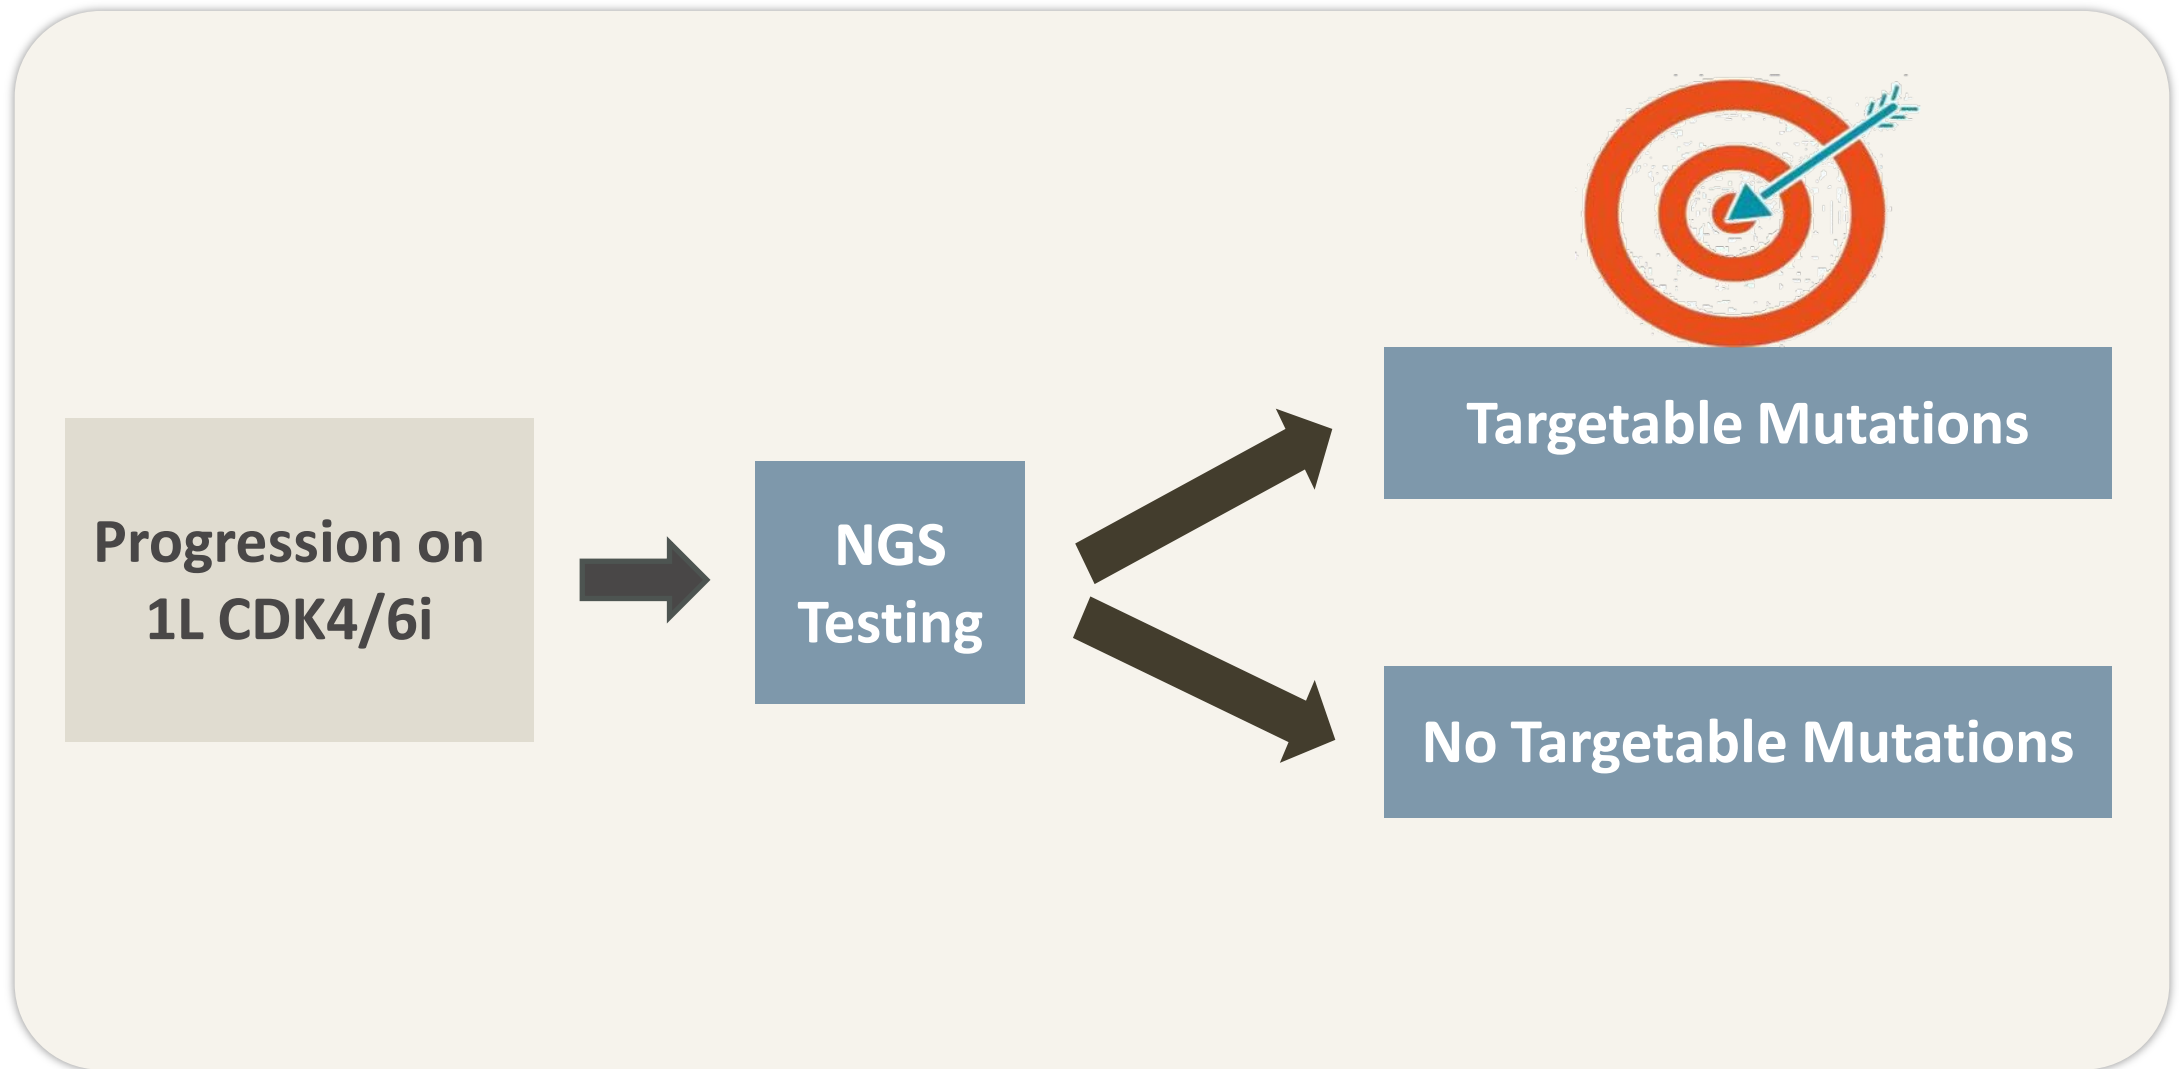 Progression on
1L CDK4/6i
NGS
Testing
Targetable Mutations
No Targetable Mutations